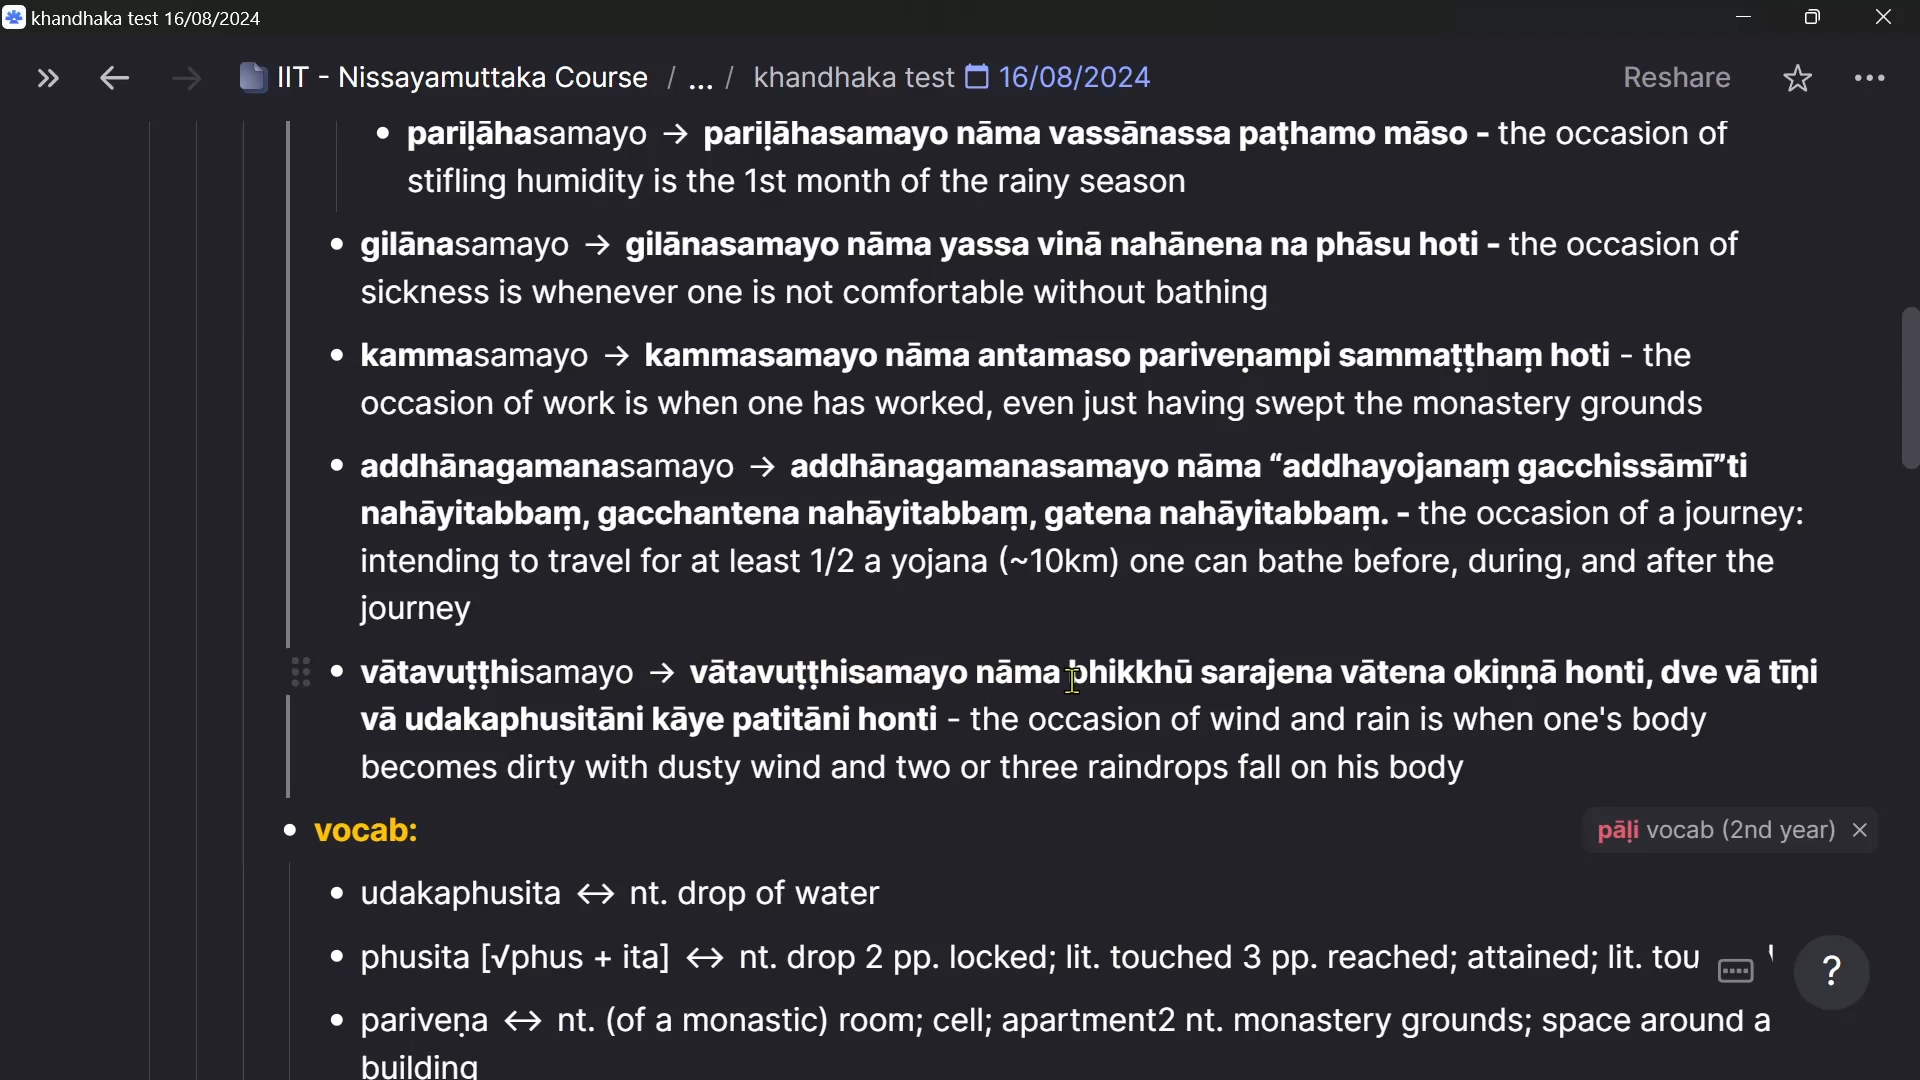 khandhaka test 16/08/2024
IIT - Nissayamuttaka Course / ... / khandhaka test 16/08/2024 Reshare
• pariḷāhasamayo → pariḷāhasamayo nāma vassānassa paṭhamo māso - the occasion of
stifling humidity is the 1st month of the rainy season
• gilānasamayo → gilānasamayo nāma yassa vinā nahānena na phāsu hoti - the occasion of
sickness is whenever one is not comfortable without bathing
• kammasamayo → kammasamayo nāma antamaso pariveṇampi sammaṭṭhaṃ hoti - the
occasion of work is when one has worked, even just having swept the monastery grounds
• addhānagamanasamayo → addhānagamanasamayo nāma “addhayojanaṃ gacchissāmī”ti
nahāyitabbaṃ, gacchantena nahāyitabbaṃ, gatena nahāyitabbaṃ. - the occasion of a journey:
intending to travel for at least 1/2 a yojana (~10km) one can bathe before, during, and after the
journey
• vātavuṭṭhisamayo → vātavuṭṭhisamayo nāma bhikkhū sarajena vātena okiṇṇā honti, dve vā tīṇi
vā udakaphusitāni kāye patitāni honti - the occasion of wind and rain is when one's body
becomes dirty with dusty wind and two or three raindrops fall on his body
• vocab: pāḷi vocab (2nd year) ×
• udakaphusita ↔ nt. drop of water
• phusita [√phus + ita] ↔ nt. drop 2 pp. locked; lit. touched 3 pp. reached; attained; lit. tou
?
• pariveṇa ↔ nt. (of a monastic) room; cell; apartment2 nt. monastery grounds; space around a
building